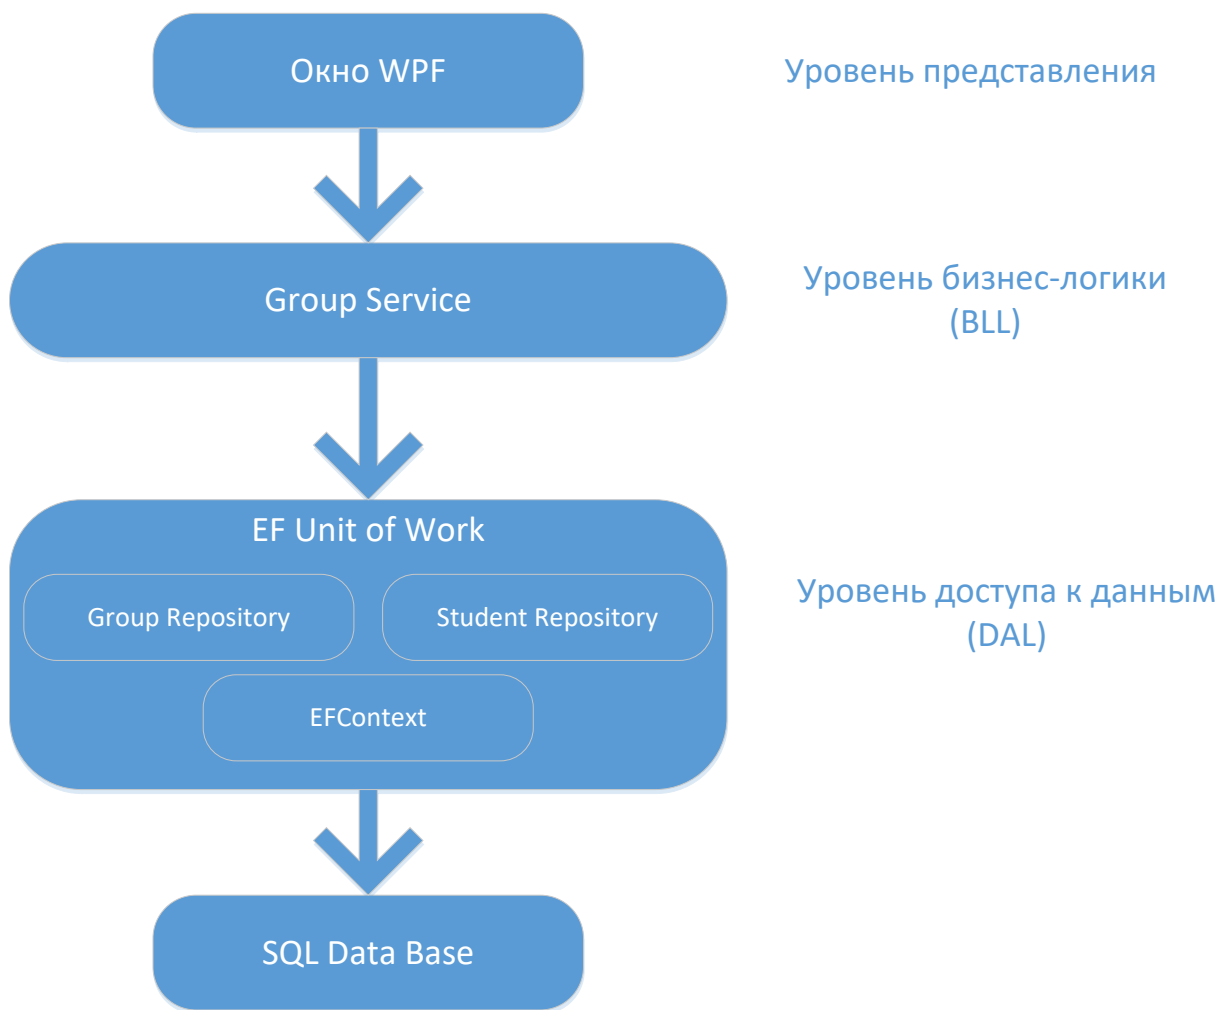 Окно WPF
Уровень представления
Group Service
Уровень бизнес-логики
(BLL)
EF Unit of Work
Group Repository
Student Repository
EFContext
Уровень доступа к данным
(DAL)
SQL Data Base